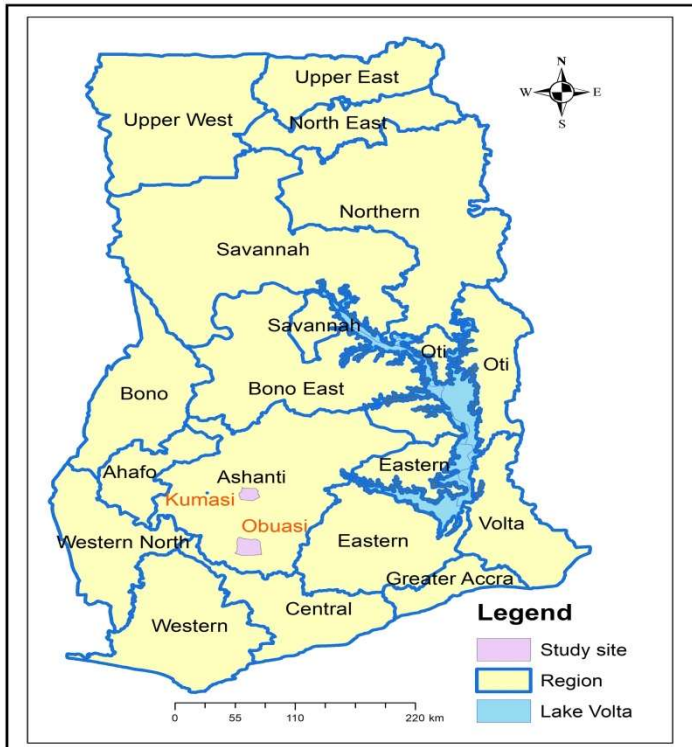 Upper East
N
Upper West
North East
W E
S
Northern
Savannah
Savannah
Oti
Oti
Bono
Bono East
Ahafo
Ashanti
Eastern
Kumasi
Obuasi
Volta
Western North
Eastern
Greater Accra
Central
Western
Legend
Study site
Region
Lake Volta
0 55 110 220 km